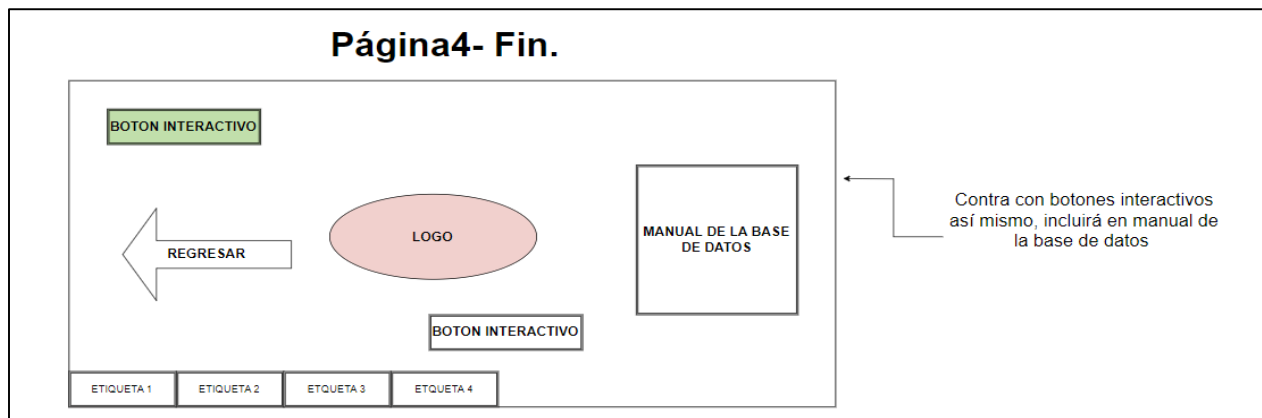 Página4- Fin.
BOTON INTERACTIVO
REGRESAR
LOGO
MANUAL DE LA BASE
DE DATOS
Contra con botones interactivos
así mismo, incluirá en manual de
la base de datos
BOTON INTERACTIVO
ETIQUETA 1
ETIQUETA 2
ETQUETA 3
ETQUETA 4